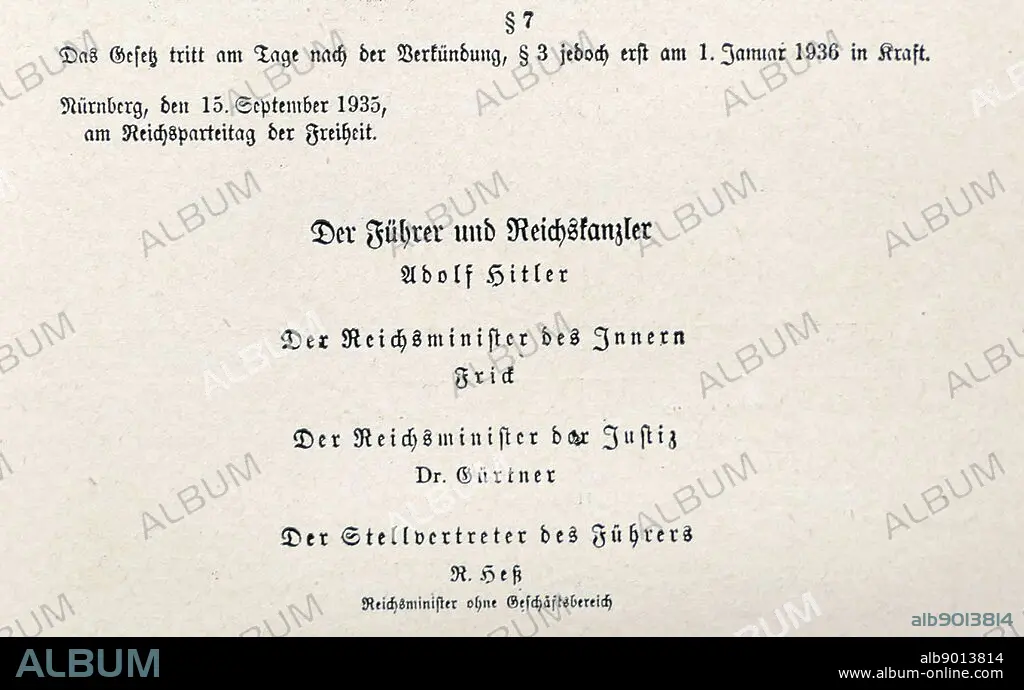 § 7
Das Gesetz tritt am Tage nach der Verkündung, § 3 jedoch erst am 1. Januar 1936 in Kraft.
Nürnberg, den 15. September 1935,
am Reichsparteitag der Freiheit.
Der Führer und Reichskanzler
Adolf Hitler
Der Reichsminister des Innern
Frick
Der Reichsminister der Justiz
Dr. Gürtner
Der Stellvertreter des Führers
R. Heß
Reichsminister ohne Geschäftsbereich
alb9013814
ALBUM
alb9013814
www.album-online.com